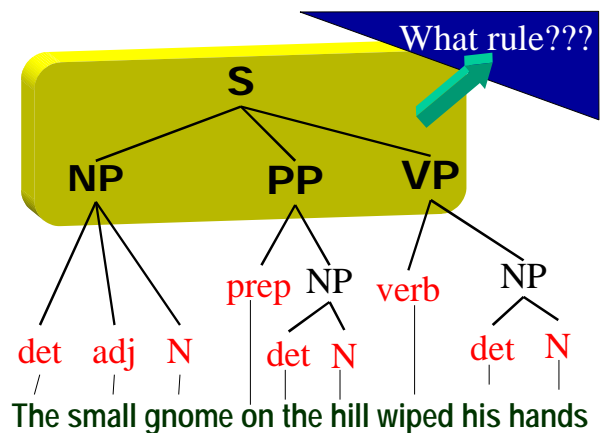 What rule???
S
NP PP VP
prep NP verb NP
det adj N det N det N
The small gnome on the hill wiped his hands